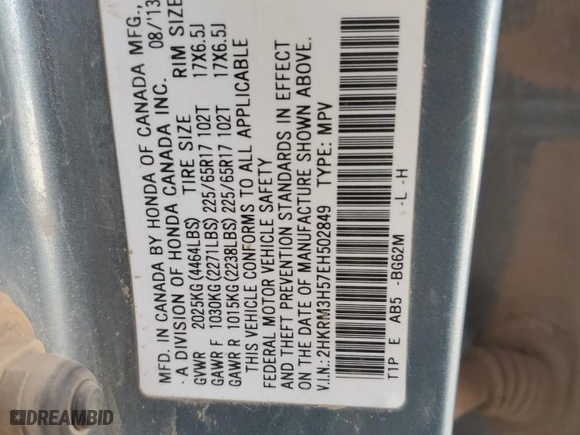 MFD. IN CANADA BY HONDA OF CANADA MFG.,
A DIVISION OF HONDA CANADA INC. 08/'13
TIRE SIZE RIM SIZE
GVWR 2025KG (4464LBS)
GAWR F 1030KG (2271LBS) 225/65R17 102T 17X6.5J
GAWR R 1015KG (2238LBS) 225/65R17 102T 17X6.5J
THIS VEHICLE CONFORMS TO ALL APPLICABLE
FEDERAL MOTOR VEHICLE SAFETY
AND THEFT PREVENTION STANDARDS IN EFFECT
ON THE DATE OF MANUFACTURE SHOWN ABOVE.
V.I.N: 2HKRM3H57EH502849 TYPE: MPV
T1P E AB5 -BG62M -L -H
DREAMBID